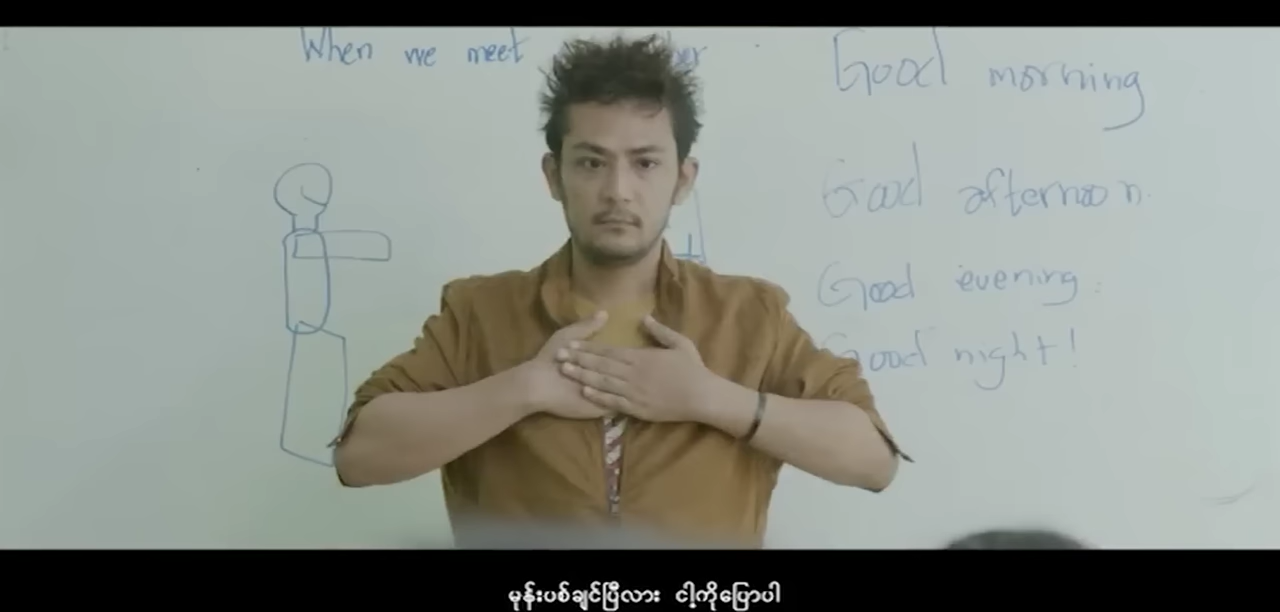 When we meet
Good morning
Good afternoon.
Good evening.
Good night!
မုန်းပစ်ချင်ပြီလား ငါ့ကိုပြောပါ